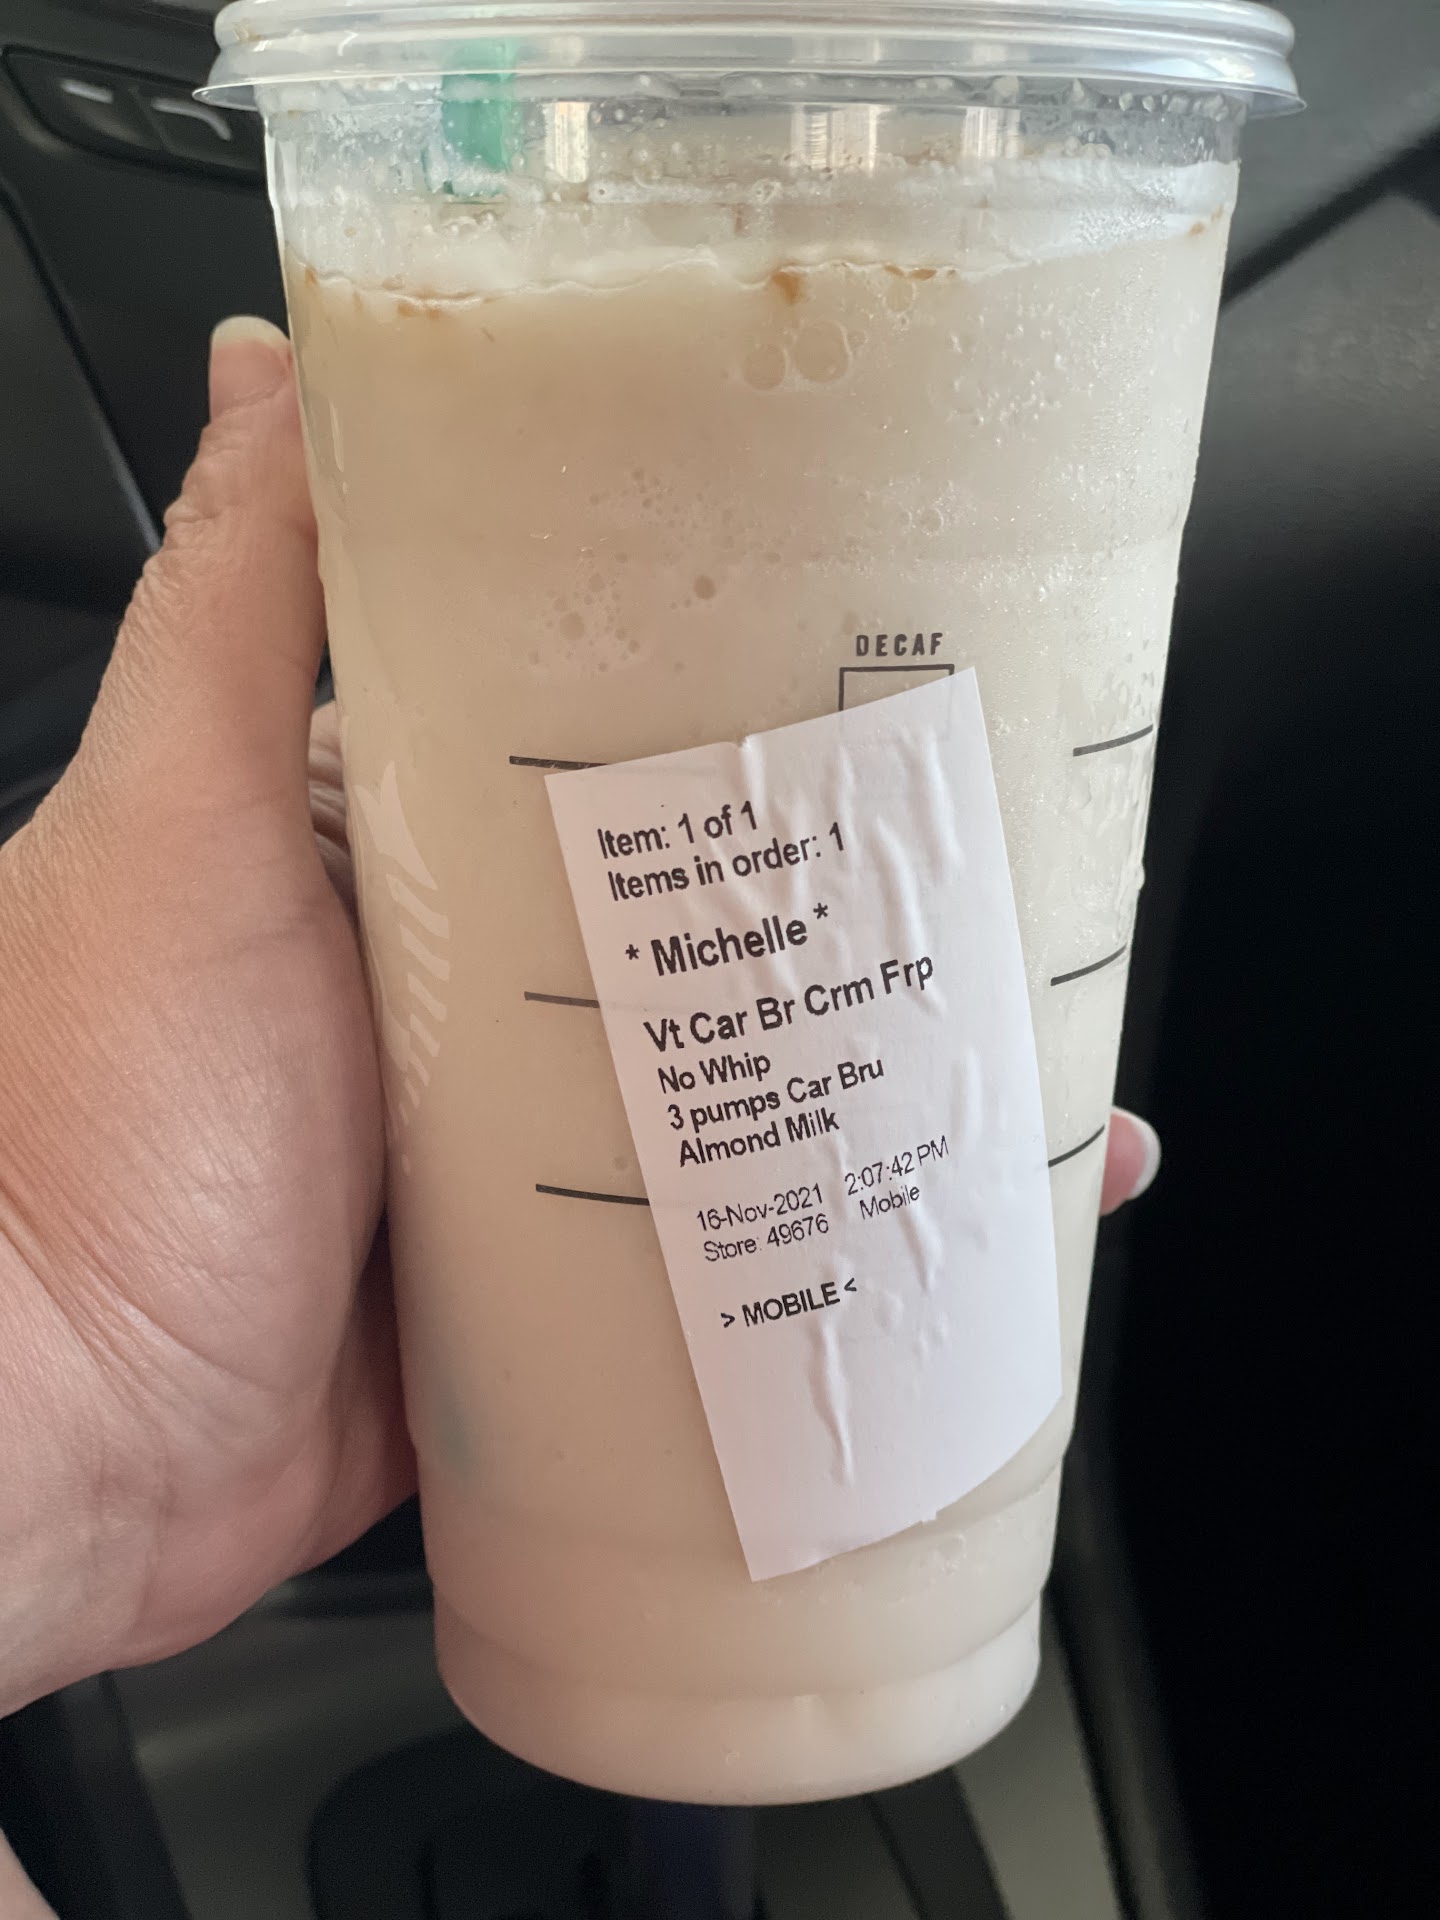 DECAF
Item: 1 of 1
Items in order: 1
* Michelle *
Vt Car Br Crm Frp
No Whip
3 pumps Car Bru
Almond Milk
16-Nov-2021 2:07:42 PM
Store: 49676 Mobile
> MOBILE <